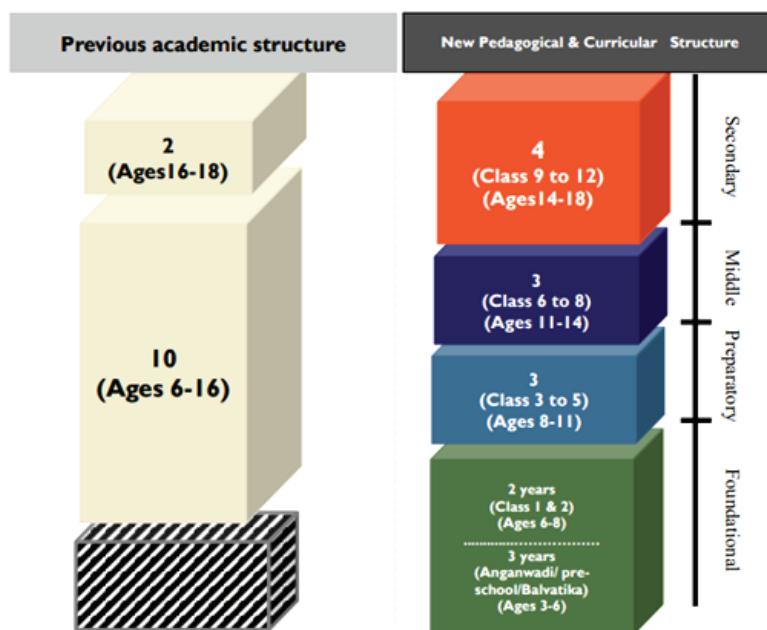 Previous academic structure
2
(Ages16-18)
10
(Ages 6-16)
New Pedagogical & Curricular Structure
4
(Class 9 to 12)
(Ages14-18)
3
(Class 6 to 8)
(Ages 11-14)
3
(Class 3 to 5)
(Ages 8-11)
2 years
(Class 1 & 2)
(Ages 6-8)
3 years
(Anganwadi/ pre-
school/Balvatika)
(Ages 3-6)
Secondary
Middle
Preparatory
Foundational